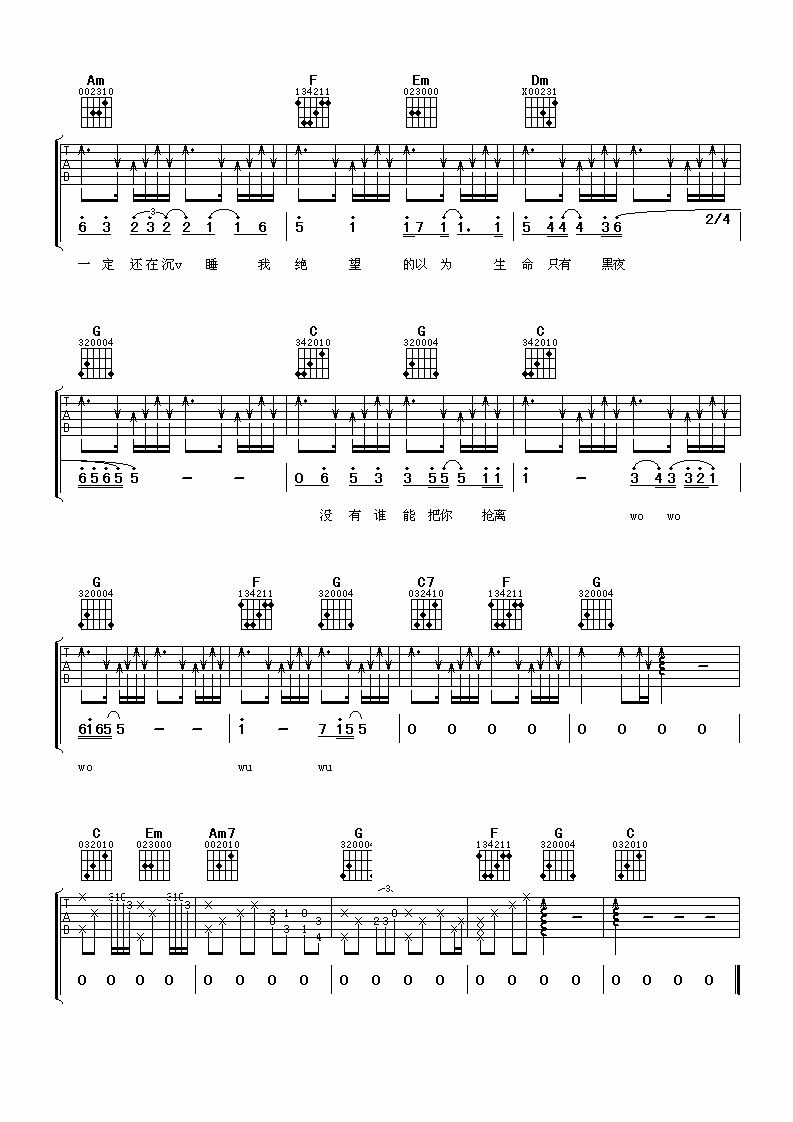 Am F Em Dm
002310 134211 023000 X00231
T
A
B
3
6 3 2 3 2 2 1 1 6 5 1 1 7 1 1. 1 5 4 4 4 3 6 2/4
一 定 还 在 沉v 睡 我 绝 望 的 以 为 生 命 只有 黑夜
G C G C
320004 342010 320004 342010
T
A
B
6 5 6 5 5 - - 0 6 5 3 3 5 5 5 1 1 1 - 3 4 3 3 2 1
没 有 谁 能 把你 抢离 wo wo
G F G C7 F G
320004 134211 320004 032410 134211 320004
T
A
B
-
6 1 6 5 5 - - 1 - 7 1 5 5 0 0 0 0 0 0 0 0
wo wu wu
C Em Am7 G F G C
032010 023000 002010 320004 134211 320004 032010
3
T
A
B
3 1 0 3 3 1 0 3 3 1 0 0 3 3 1 4 2 3 0 - - - -
0 0 0 0 0 0 0 0 0 0 0 0 0 0 0 0 0 0 0 0